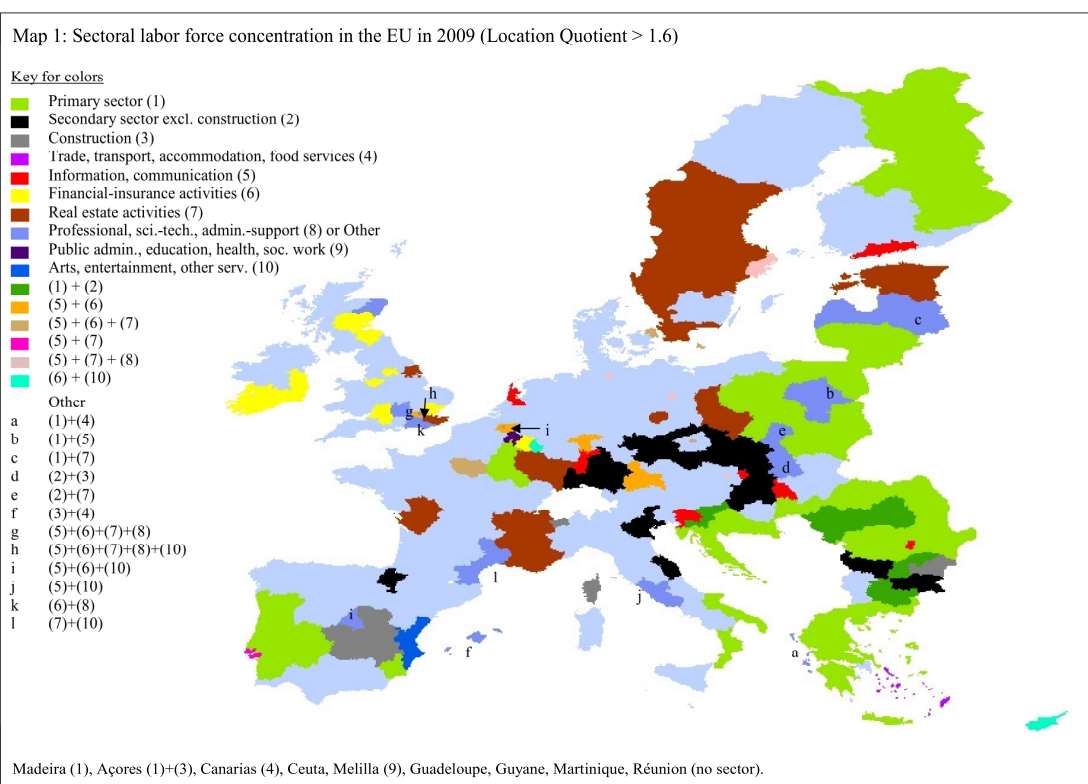 Map 1: Sectoral labor force concentration in the EU in 2009 (Location Quotient > 1.6)
Key for colors
Primary sector (1)
Secondary sector excl. construction (2)
Construction (3)
Trade, transport, accommodation, food services (4)
Information, communication (5)
Financial-insurance activities (6)
Real estate activities (7)
Professional, sci.-tech., admin.-support (8) or Other
Public admin., education, health, soc. work (9)
Arts, entertainment, other serv. (10)
(1) + (2)
(5) + (6)
(5) + (6) + (7)
(5) + (7)
(5) + (7) + (8)
(6) + (10)
Other
a (1)+(4)
b (1)+(5)
c (1)+(7)
d (2)+(3)
e (2)+(7)
f (3)+(4)
g (5)+(6)+(7)+(8)
h (5)+(6)+(7)+(8)+(10)
i (5)+(6)+(10)
j (5)+(10)
k (6)+(8)
l (7)+(10)
c
h
b
g
k
i
e
d
l
j
i
f
a
Madeira (1), Açores (1)+(3), Canarias (4), Ceuta, Melilla (9), Guadeloupe, Guyane, Martinique, Réunion (no sector).